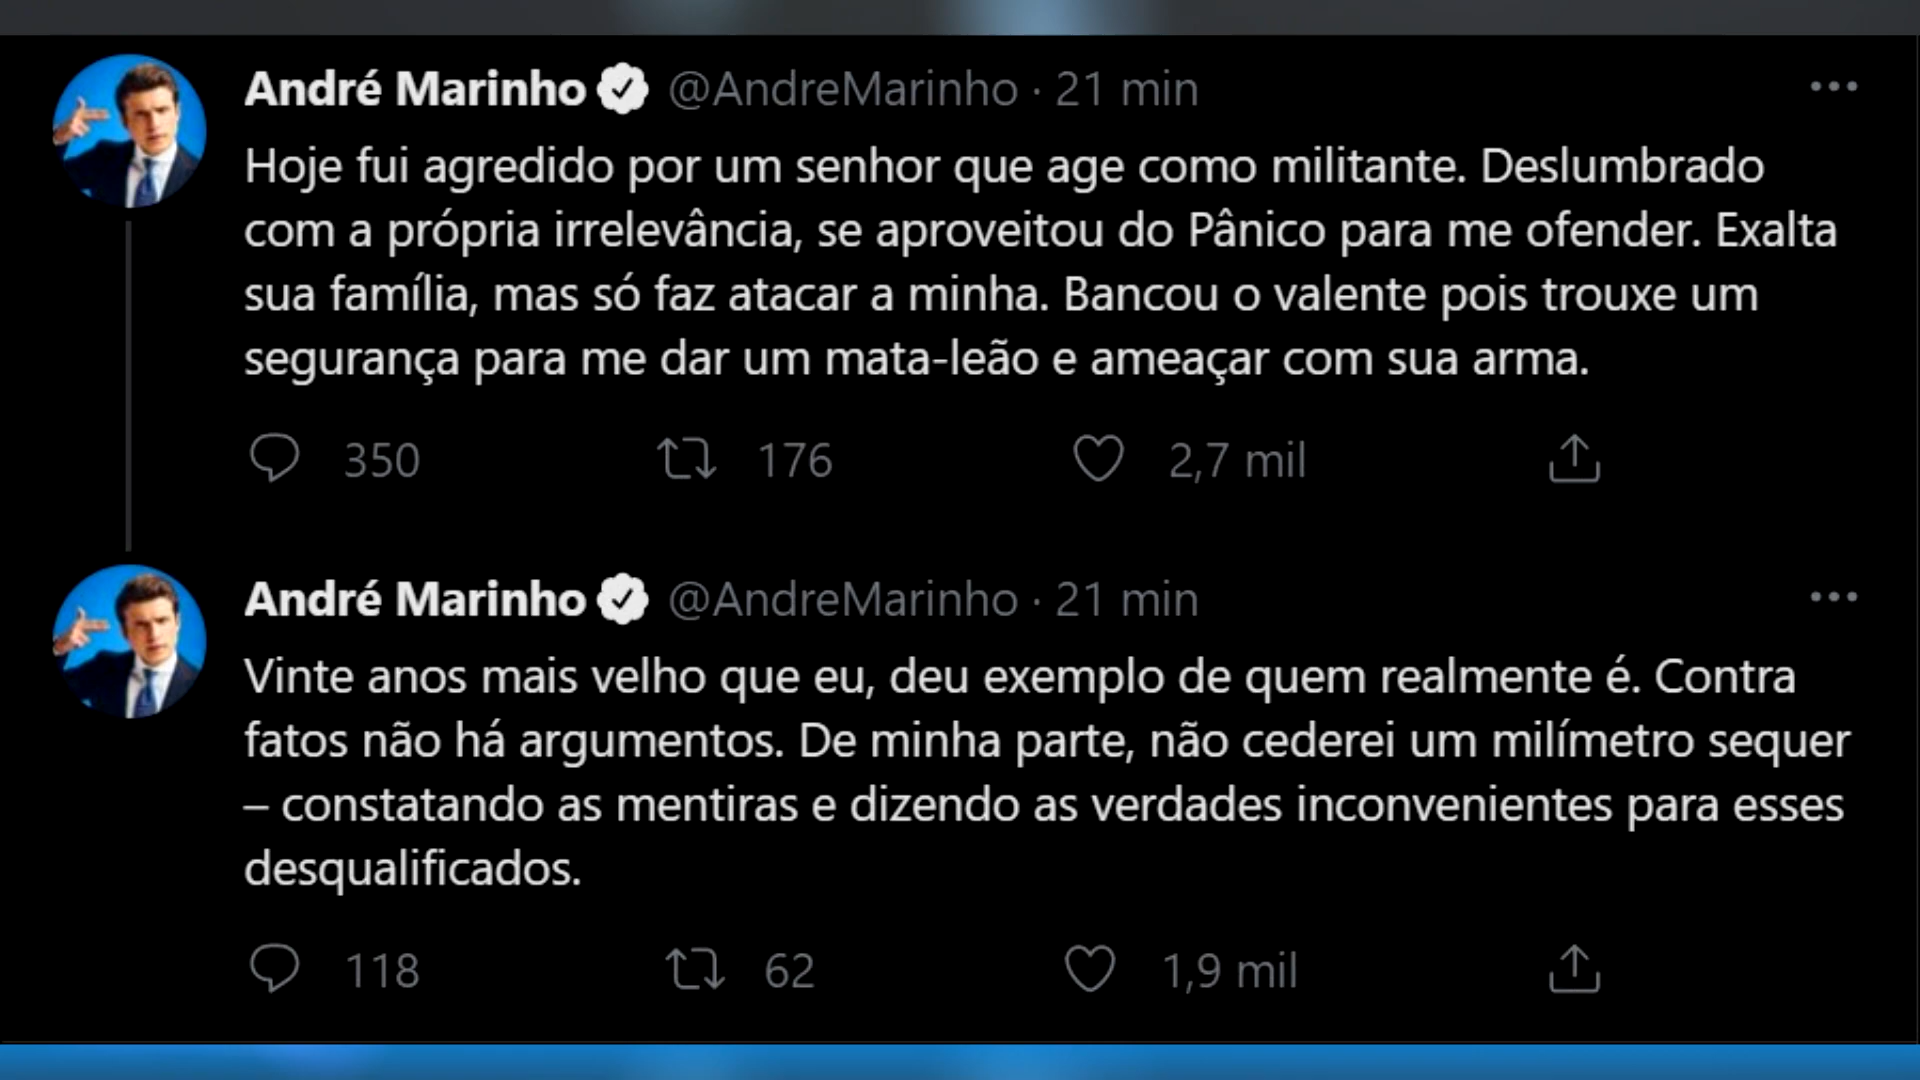 André Marinho @AndreMarinho · 21 min
Hoje fui agredido por um senhor que age como militante. Deslumbrado
com a própria irrelevância, se aproveitou do Pânico para me ofender. Exalta
sua família, mas só faz atacar a minha. Bancou o valente pois trouxe um
segurança para me dar um mata-leão e ameaçar com sua arma.
350 176 2,7 mil
André Marinho @AndreMarinho · 21 min
Vinte anos mais velho que eu, deu exemplo de quem realmente é. Contra
fatos não há argumentos. De minha parte, não cederei um milímetro sequer
– constatando as mentiras e dizendo as verdades inconvenientes para esses
desqualificados.
118 62 1,9 mil